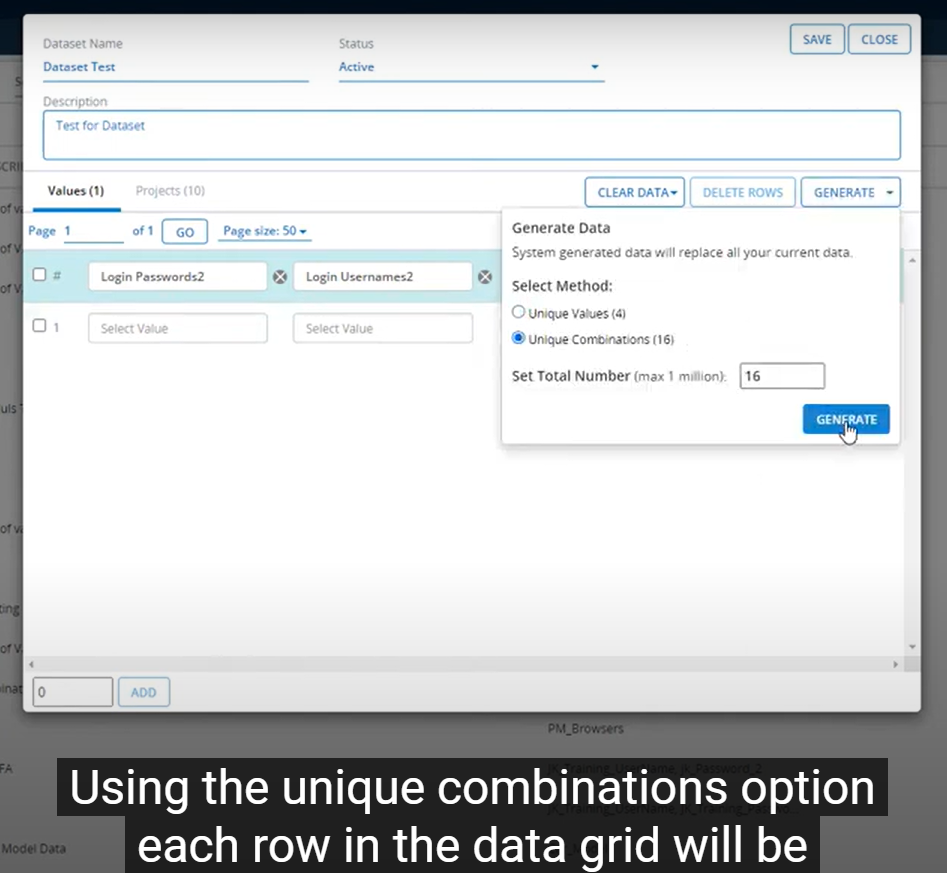 Dataset Name
Status
SAVE
CLOSE
Dataset Test
Active
Description
Test for Dataset
Values (1)
Projects (10)
CLEAR DATA
DELETE ROWS
GENERATE
Page 1 of 1
GO
Page size: 50
Generate Data
System generated data will replace all your current data.
# Login Passwords2
Login Usernames2
Select Method:
Unique Values (4)
1 Select Value
Select Value
Unique Combinations (16)
Set Total Number (max 1 million): 16
GENERATE
0
ADD
PM_Browsers
FA
Model Data
Using the unique combinations option
each row in the data grid will be